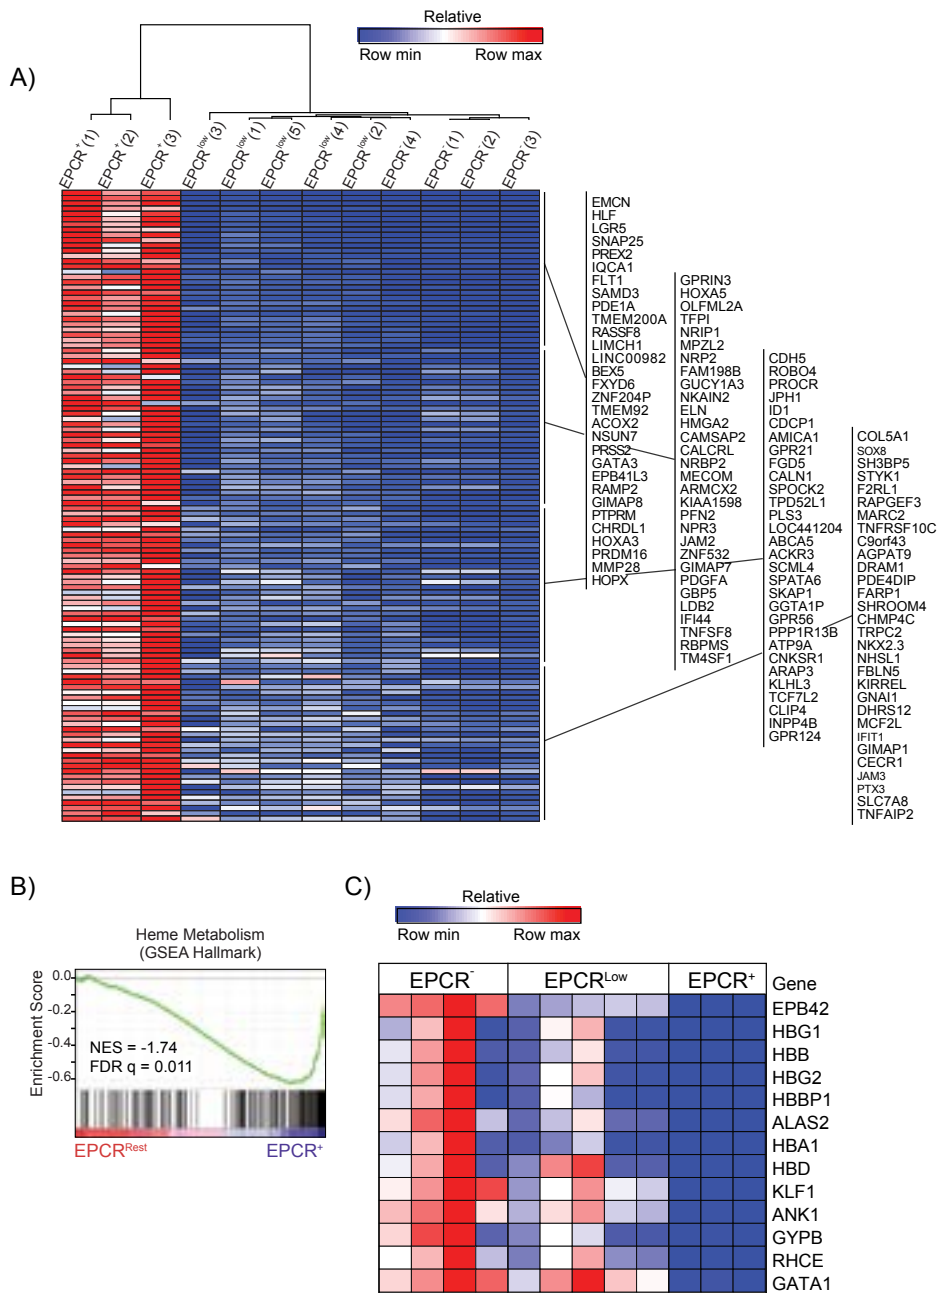 Relative
Row min
Row max
A)
EPCR+ (1)
EPCR+ (2)
EPCR+ (3)
EPCRlow (3)
EPCRlow (1)
EPCRlow (5)
EPCRlow (4)
EPCRlow (2)
EPCR- (4)
EPCR- (1)
EPCR- (2)
EPCR- (3)
EMCN
HLF
LGR5
SNAP25
PREX2
IQCA1
FLT1
SAMD3
PDE1A
TMEM200A
RASSF8
LIMCH1
LINC00982
BEX5
FXYD6
ZNF204P
TMEM92
ACOX2
NSUN7
PRSS2
GATA3
EPB41L3
RAMP2
GIMAP8
PTPRM
CHRDL1
HOXA3
PRDM16
MMP28
HOPX
GPRIN3
HOXA5
OLFML2A
TFPI
NRIP1
MPZL2
NRP2
FAM198B
GUCY1A3
NKAIN2
ELN
HMGA2
CAMSAP2
CALCRL
NRBP2
MECOM
ARMCX2
KIAA1598
PFN2
NPR3
JAM2
ZNF532
GIMAP7
PDGFA
GBP5
LDB2
IFI44
TNFSF8
RBPMS
TM4SF1
CDH5
ROBO4
PROCR
JPH1
ID1
CDCP1
AMICA1
GPR21
FGD5
CALN1
SPOCK2
TPD52L1
PLS3
LOC441204
ABCA5
ACKR3
SCML4
SPATA6
SKAP1
GGTA1P
GPR56
PPP1R13B
ATP9A
CNKSR1
ARAP3
KLHL3
TCF7L2
CLIP4
INPP4B
GPR124
COL5A1
SOX8
SH3BP5
STYK1
F2RL1
RAPGEF3
MARC2
TNFRSF10C
C9orf43
AGPAT9
DRAM1
PDE4DIP
FARP1
SHROOM4
CHMP4C
TRPC2
NKX2.3
NHSL1
FBLN5
KIRREL
GNAI1
DHRS12
MCF2L
IFIT1
GIMAP1
CECR1
JAM3
PTX3
SLC7A8
TNFAIP2
B)
Heme Metabolism
(GSEA Hallmark)
Enrichment Score
0.0
-0.2
-0.4
-0.6
NES = -1.74
FDR q = 0.011
EPCRRest
EPCR+
C)
Relative
Row min
Row max
EPCR-
EPCRLow
EPCR+
Gene
EPB42
HBG1
HBB
HBG2
HBBP1
ALAS2
HBA1
HBD
KLF1
ANK1
GYPB
RHCE
GATA1